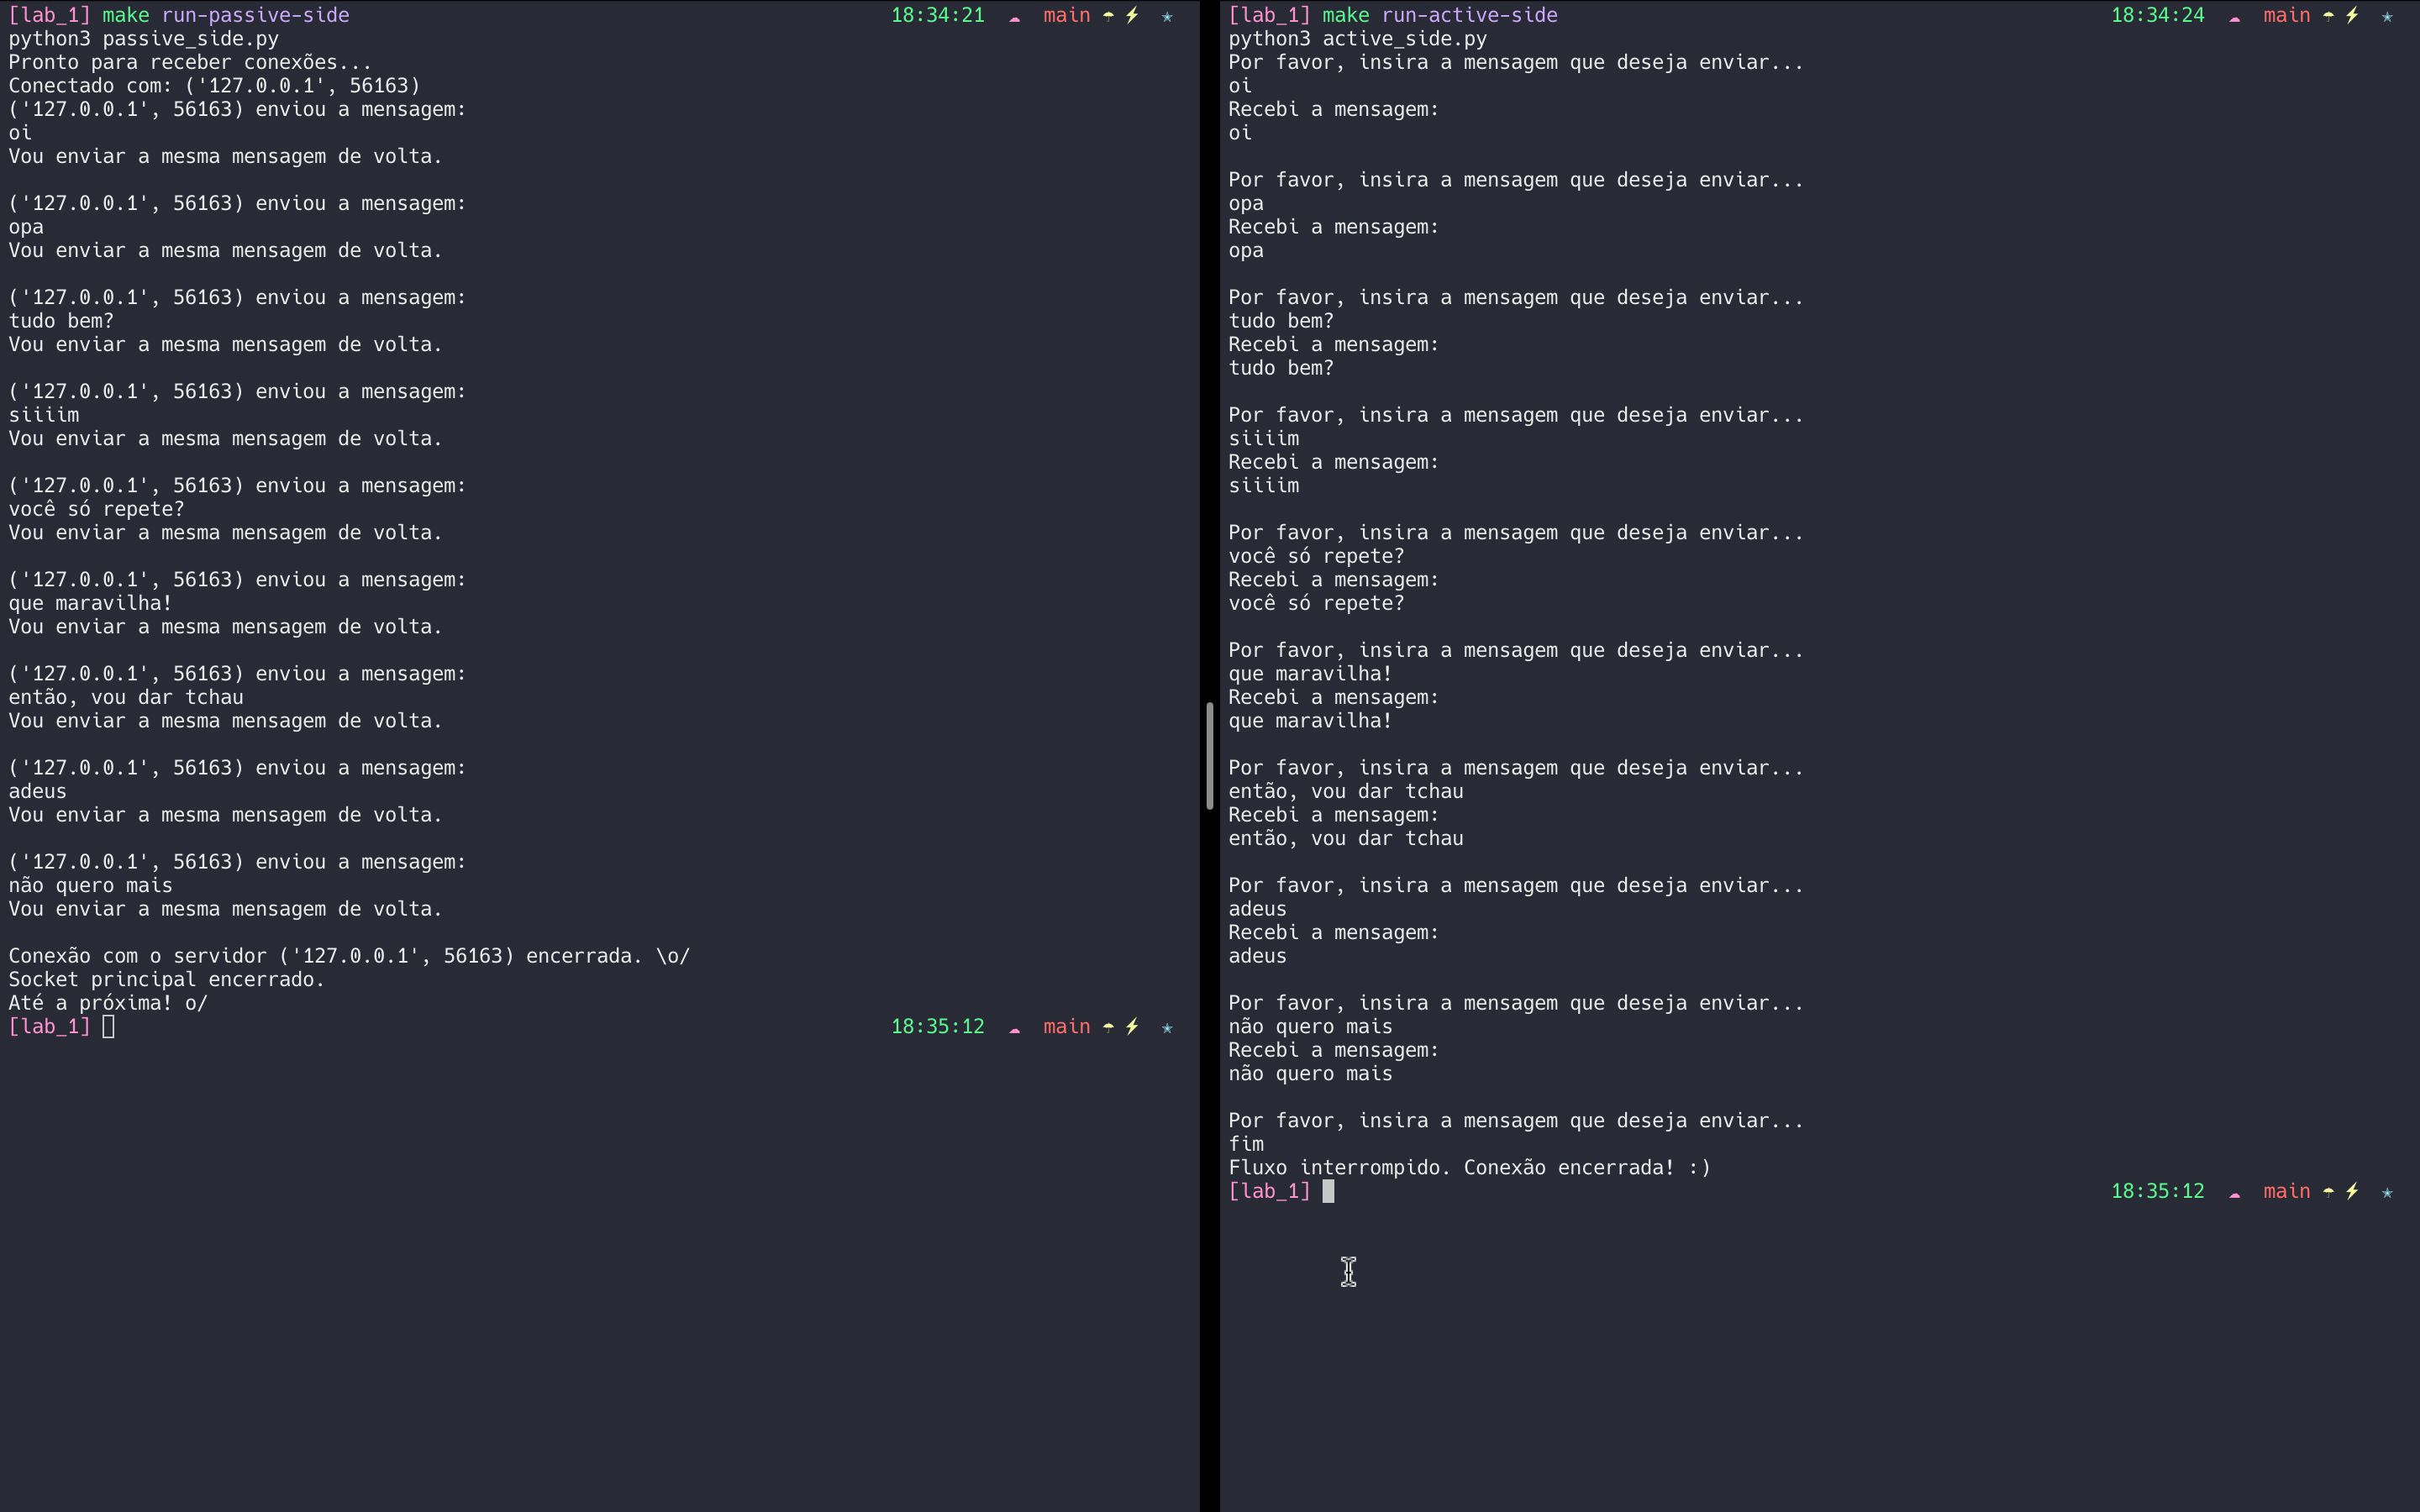 [lab_1] make run-passive-side 18:34:21 ☁ main ☂ ⚡ ★
python3 passive_side.py
Pronto para receber conexões...
Conectado com: ('127.0.0.1', 56163)
('127.0.0.1', 56163) enviou a mensagem:
oi
Vou enviar a mesma mensagem de volta.

('127.0.0.1', 56163) enviou a mensagem:
opa
Vou enviar a mesma mensagem de volta.

('127.0.0.1', 56163) enviou a mensagem:
tudo bem?
Vou enviar a mesma mensagem de volta.

('127.0.0.1', 56163) enviou a mensagem:
siiiim
Vou enviar a mesma mensagem de volta.

('127.0.0.1', 56163) enviou a mensagem:
você só repete?
Vou enviar a mesma mensagem de volta.

('127.0.0.1', 56163) enviou a mensagem:
que maravilha!
Vou enviar a mesma mensagem de volta.

('127.0.0.1', 56163) enviou a mensagem:
então, vou dar tchau
Vou enviar a mesma mensagem de volta.

('127.0.0.1', 56163) enviou a mensagem:
adeus
Vou enviar a mesma mensagem de volta.

('127.0.0.1', 56163) enviou a mensagem:
não quero mais
Vou enviar a mesma mensagem de volta.

Conexão com o servidor ('127.0.0.1', 56163) encerrada. \o/
Socket principal encerrado.
Até a próxima! o/
[lab_1] 18:35:12 ☁ main ☂ ⚡ ★
[lab_1] make run-active-side 18:34:24 ☁ main ☂ ⚡ ★
python3 active_side.py
Por favor, insira a mensagem que deseja enviar...
oi
Recebi a mensagem:
oi

Por favor, insira a mensagem que deseja enviar...
opa
Recebi a mensagem:
opa

Por favor, insira a mensagem que deseja enviar...
tudo bem?
Recebi a mensagem:
tudo bem?

Por favor, insira a mensagem que deseja enviar...
siiiim
Recebi a mensagem:
siiiim

Por favor, insira a mensagem que deseja enviar...
você só repete?
Recebi a mensagem:
você só repete?

Por favor, insira a mensagem que deseja enviar...
que maravilha!
Recebi a mensagem:
que maravilha!

Por favor, insira a mensagem que deseja enviar...
então, vou dar tchau
Recebi a mensagem:
então, vou dar tchau

Por favor, insira a mensagem que deseja enviar...
adeus
Recebi a mensagem:
adeus

Por favor, insira a mensagem que deseja enviar...
não quero mais
Recebi a mensagem:
não quero mais

Por favor, insira a mensagem que deseja enviar...
fim
Fluxo interrompido. Conexão encerrada! :)
[lab_1] 18:35:12 ☁ main ☂ ⚡ ★